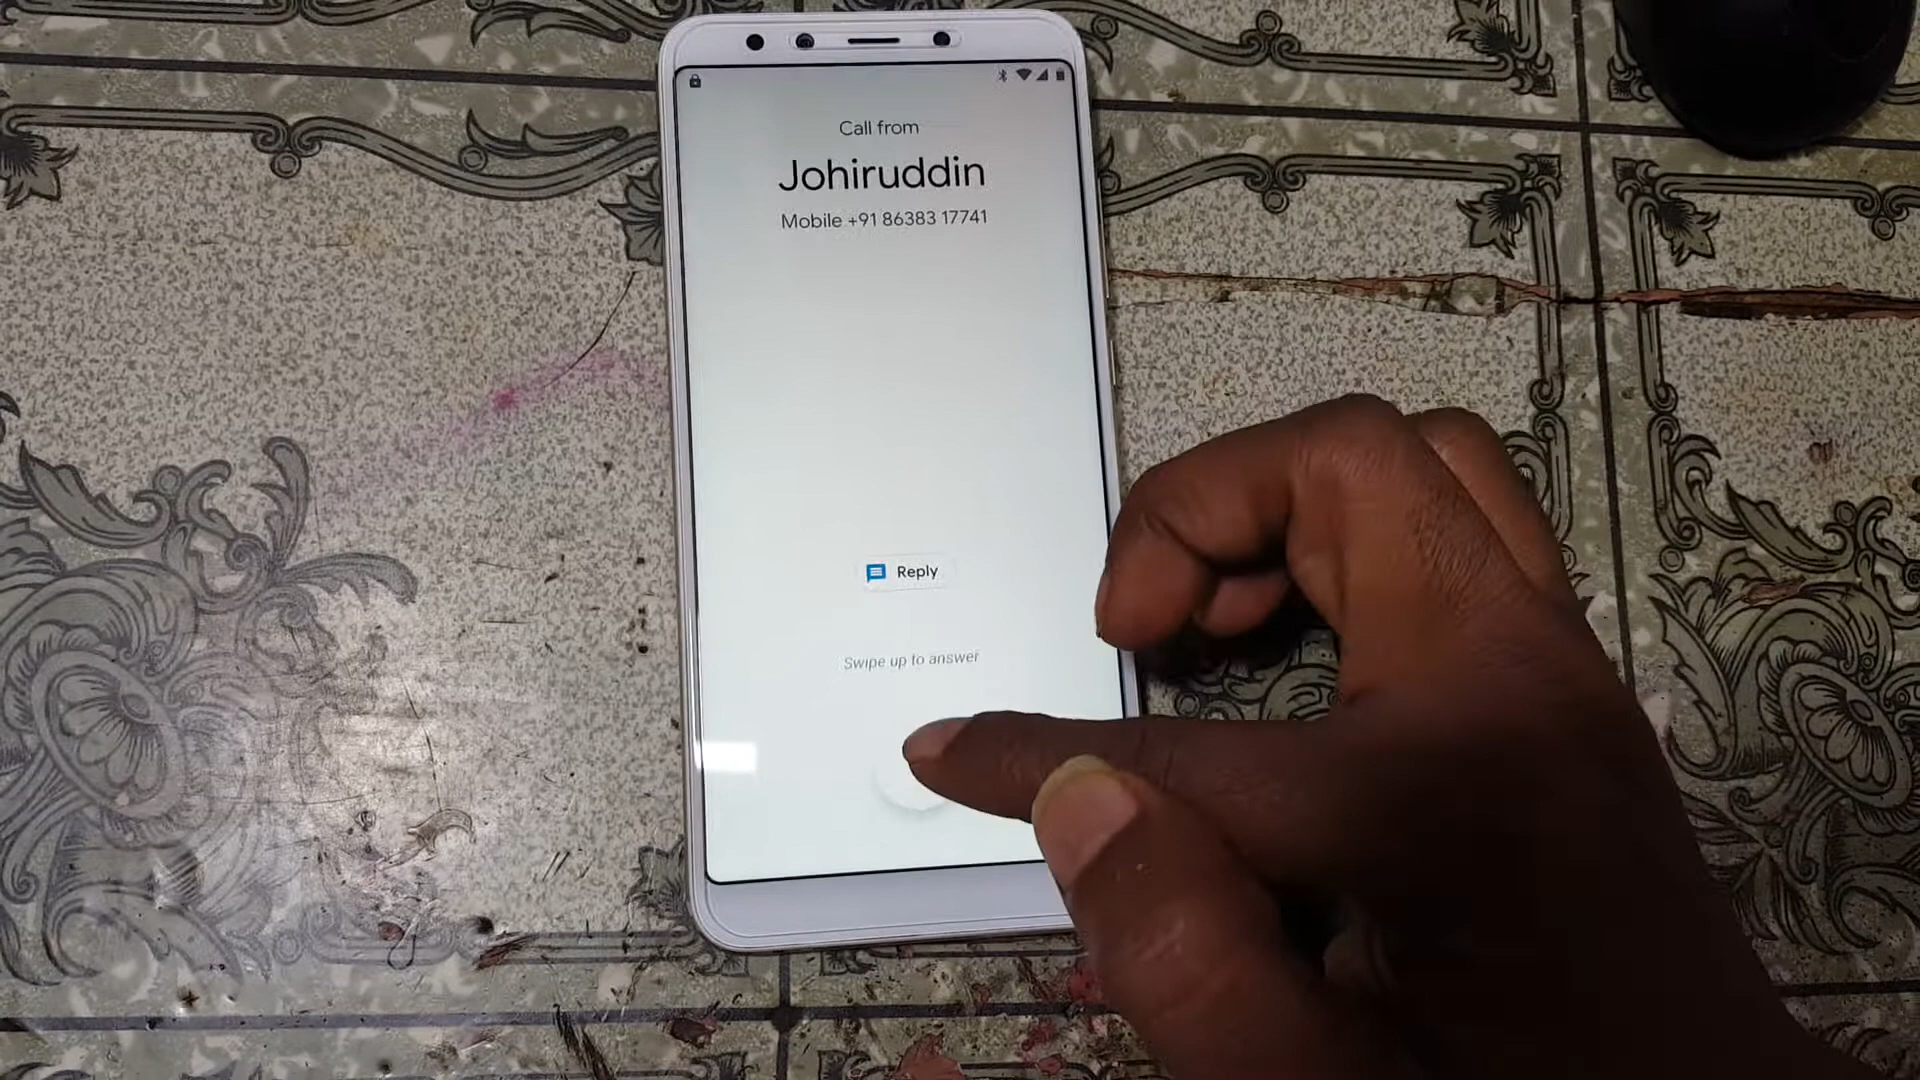 Call from
Johiruddin
Mobile +91 86383 17741
Reply
Swipe up to answer